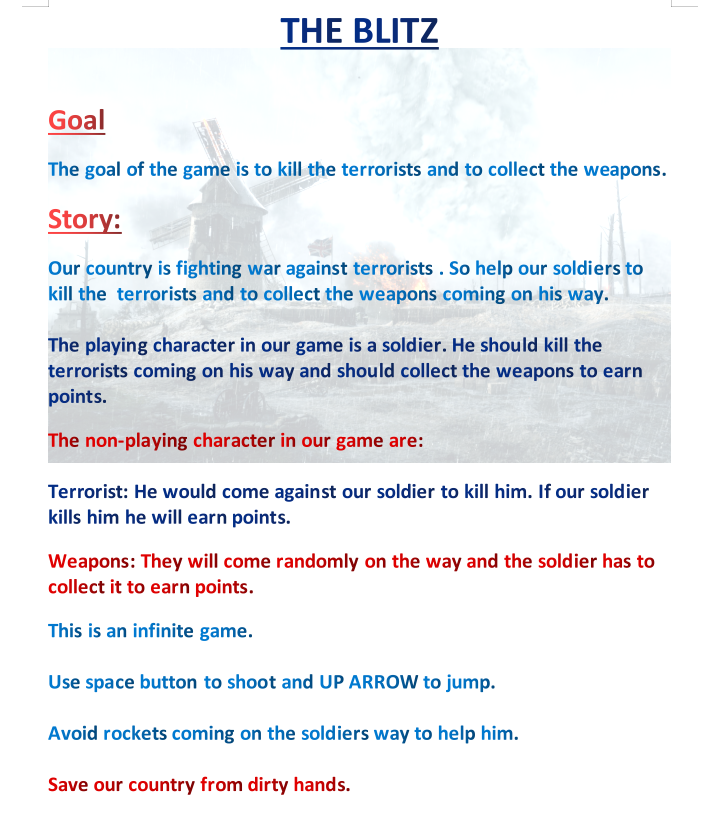 THE BLITZ
Goal
The goal of the game is to kill the terrorists and to collect the weapons.
Story:
Our country is fighting war against terrorists . So help our soldiers to
kill the  terrorists and to collect the weapons coming on his way.
The playing character in our game is a soldier. He should kill the
terrorists coming on his way and should collect the weapons to earn
points.
The non-playing character in our game are:
Terrorist: He would come against our soldier to kill him. If our soldier
kills him he will earn points.
Weapons: They will come randomly on the way and the soldier has to
collect it to earn points.
This is an infinite game.
Use space button to shoot and UP ARROW to jump.
Avoid rockets coming on the soldiers way to help him.
Save our country from dirty hands.